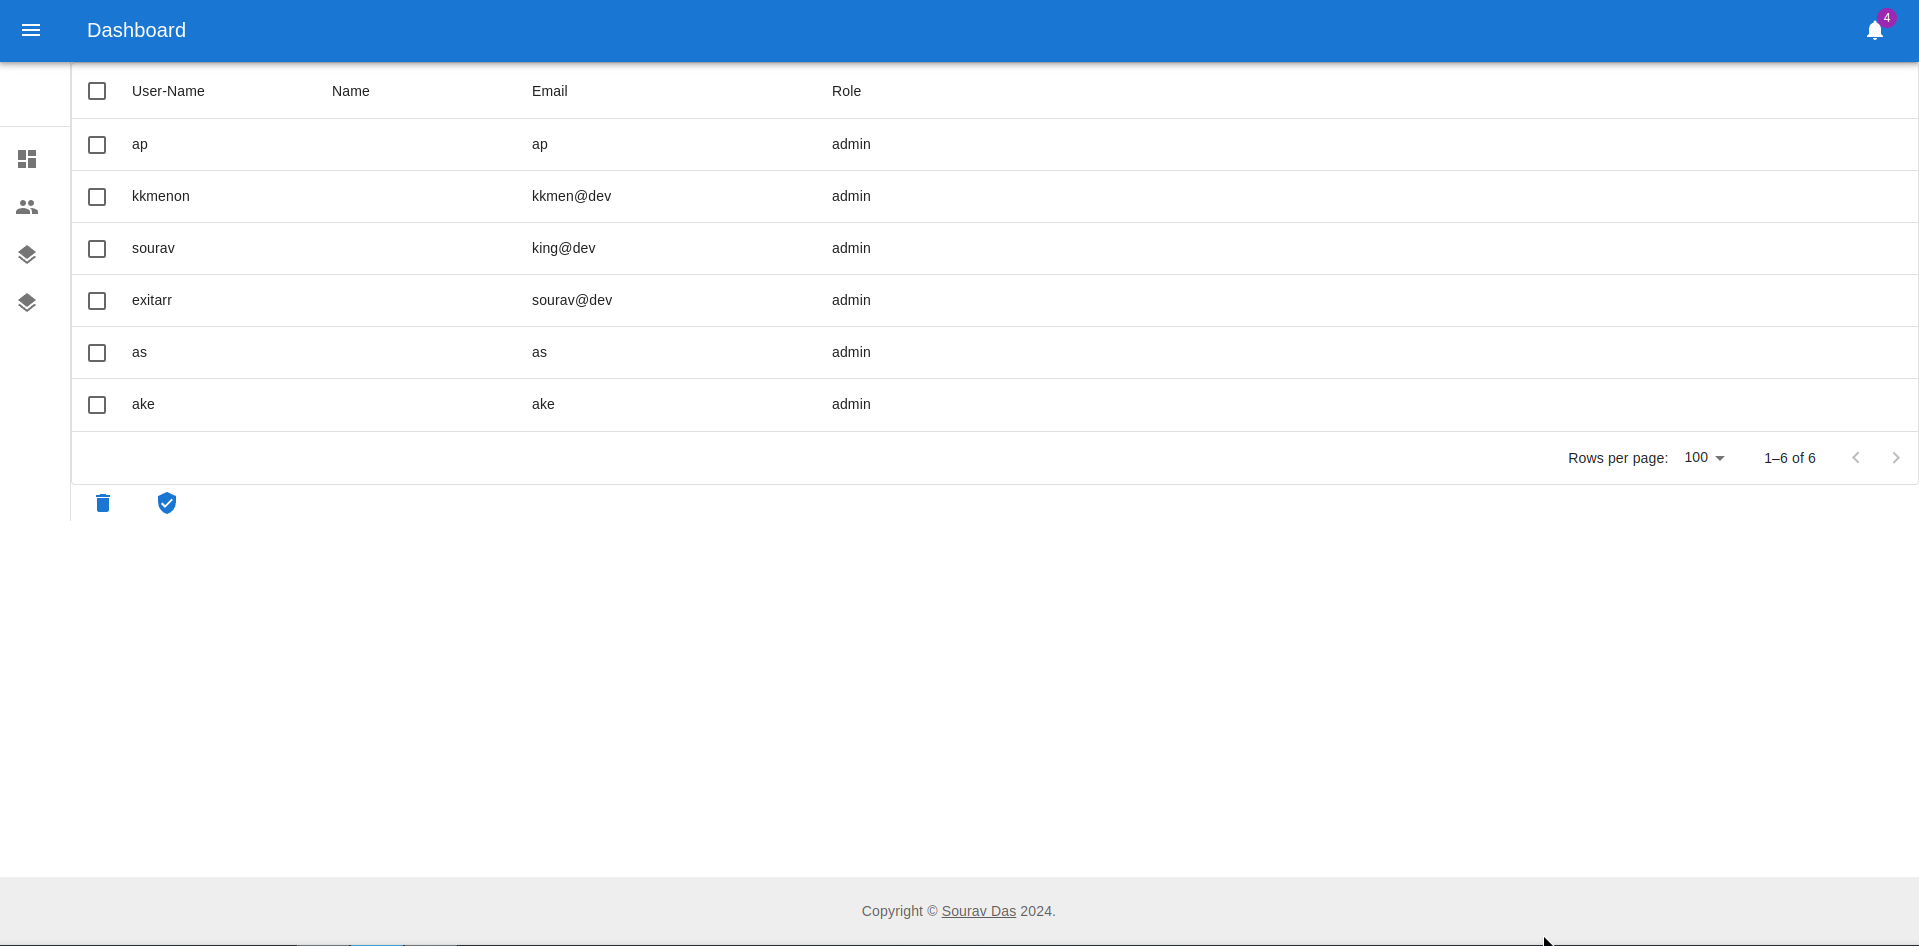 Dashboard 4
User-Name Name Email Role
ap ap admin
kkmenon kkmen@dev admin
sourav king@dev admin
exitarr sourav@dev admin
as as admin
ake ake admin
Rows per page: 100 1–6 of 6
Copyright © Sourav Das 2024.